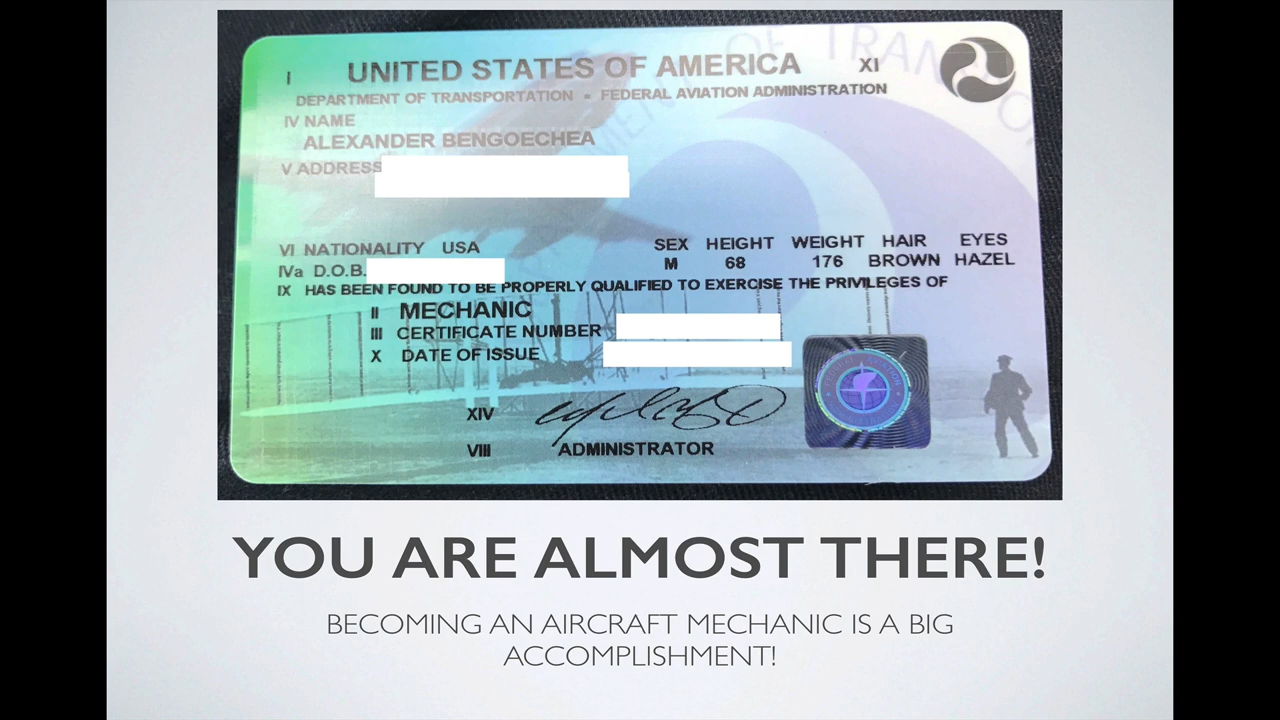 I UNITED STATES OF AMERICA XI
DEPARTMENT OF TRANSPORTATION - FEDERAL AVIATION ADMINISTRATION
IV NAME
ALEXANDER BENGOECHEA
V ADDRESS
VI NATIONALITY USA
SEX HEIGHT WEIGHT HAIR EYES
M 68 176 BROWN HAZEL
IVa D.O.B.
IX HAS BEEN FOUND TO BE PROPERLY QUALIFIED TO EXERCISE THE PRIVILEGES OF
II MECHANIC
III CERTIFICATE NUMBER
X DATE OF ISSUE
XIV
VIII ADMINISTRATOR
YOU ARE ALMOST THERE!
BECOMING AN AIRCRAFT MECHANIC IS A BIG
ACCOMPLISHMENT!